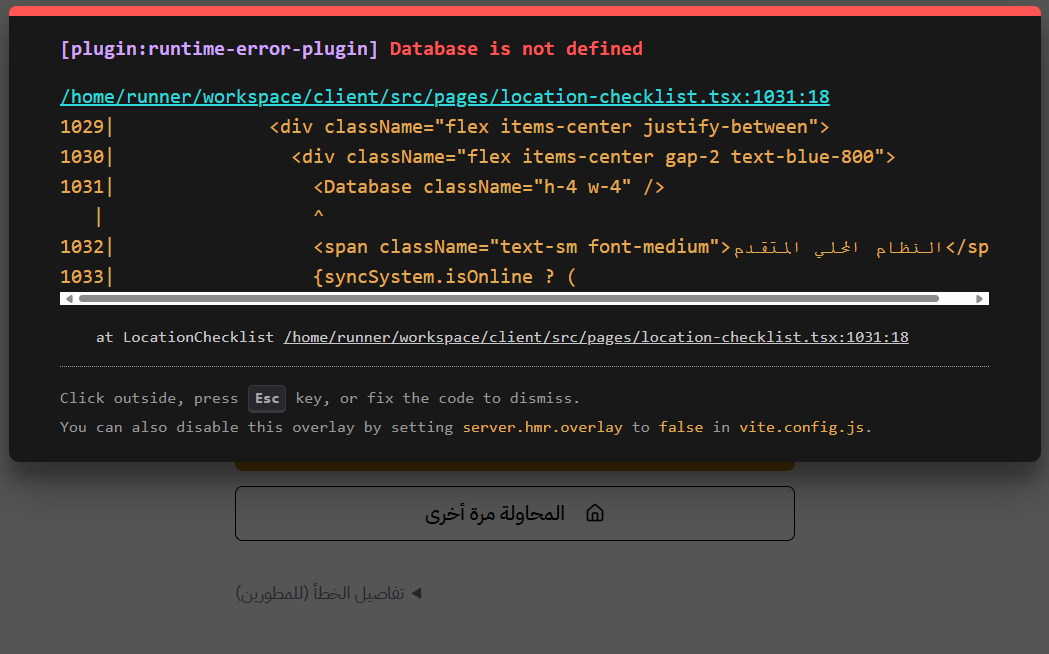 [plugin:runtime-error-plugin] Database is not defined
/home/runner/workspace/client/src/pages/location-checklist.tsx:1031:18
1029|              <div className="flex items-center justify-between">
1030|                <div className="flex items-center gap-2 text-blue-800">
1031|                  <Database className="h-4 w-4" />
   |                  ^
1032|                  <span className="text-sm font-medium">النظام المحلي المتقدم</sp
1033|                  {syncSystem.isOnline ? (
at LocationChecklist /home/runner/workspace/client/src/pages/location-checklist.tsx:1031:18
Click outside, press Esc key, or fix the code to dismiss.
You can also disable this overlay by setting server.hmr.overlay to false in vite.config.js.
المحاولة مرة أخرى
◀ تفاصيل الخطأ (للمطورين)